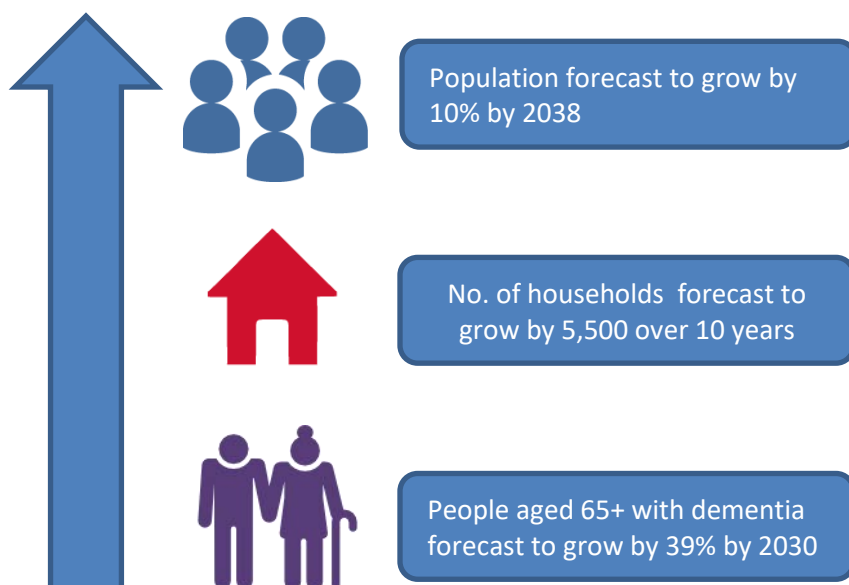 Population forecast to grow by
10% by 2038
No. of households  forecast to
grow by 5,500 over 10 years
People aged 65+ with dementia
forecast to grow by 39% by 2030